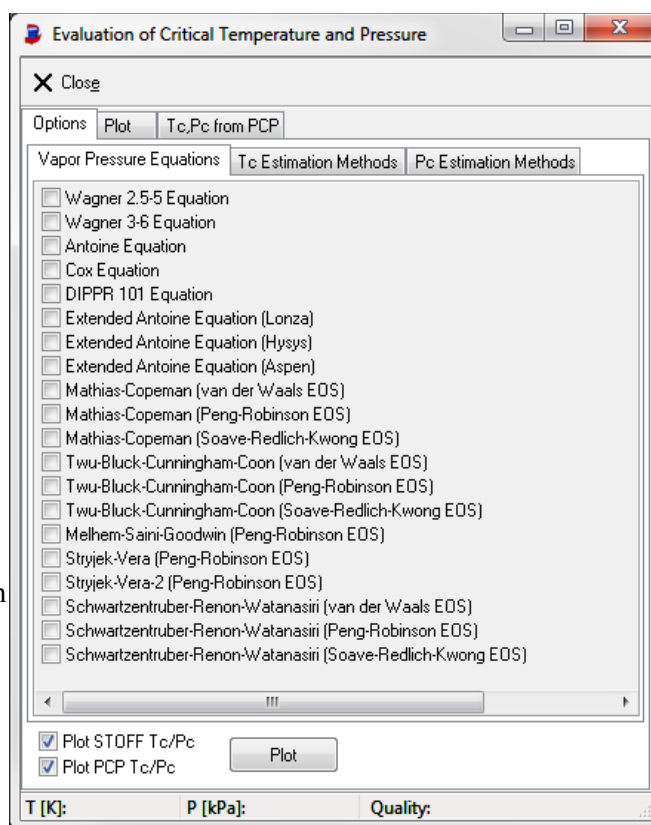 Evaluation of Critical Temperature and Pressure
Close
Options Plot Tc,Pc from PCP
Vapor Pressure Equations Tc Estimation Methods Pc Estimation Methods
Wagner 2.5-5 Equation
Wagner 3-6 Equation
Antoine Equation
Cox Equation
DIPPR 101 Equation
Extended Antoine Equation (Lonza)
Extended Antoine Equation (Hysys)
Extended Antoine Equation (Aspen)
Mathias-Copeman (van der Waals EOS)
Mathias-Copeman (Peng-Robinson EOS)
Mathias-Copeman (Soave-Redlich-Kwong EOS)
Twu-Bluck-Cunningham-Coon (van der Waals EOS)
Twu-Bluck-Cunningham-Coon (Peng-Robinson EOS)
Twu-Bluck-Cunningham-Coon (Soave-Redlich-Kwong EOS)
Melhem-Saini-Goodwin (Peng-Robinson EOS)
Stryjek-Vera (Peng-Robinson EOS)
Stryjek-Vera-2 (Peng-Robinson EOS)
Schwartzentruber-Renon-Watanasiri (van der Waals EOS)
Schwartzentruber-Renon-Watanasiri (Peng-Robinson EOS)
Schwartzentruber-Renon-Watanasiri (Soave-Redlich-Kwong EOS)
Plot STOFF Tc/Pc
Plot PCP Tc/Pc
Plot
T [K]: P [kPa]: Quality: